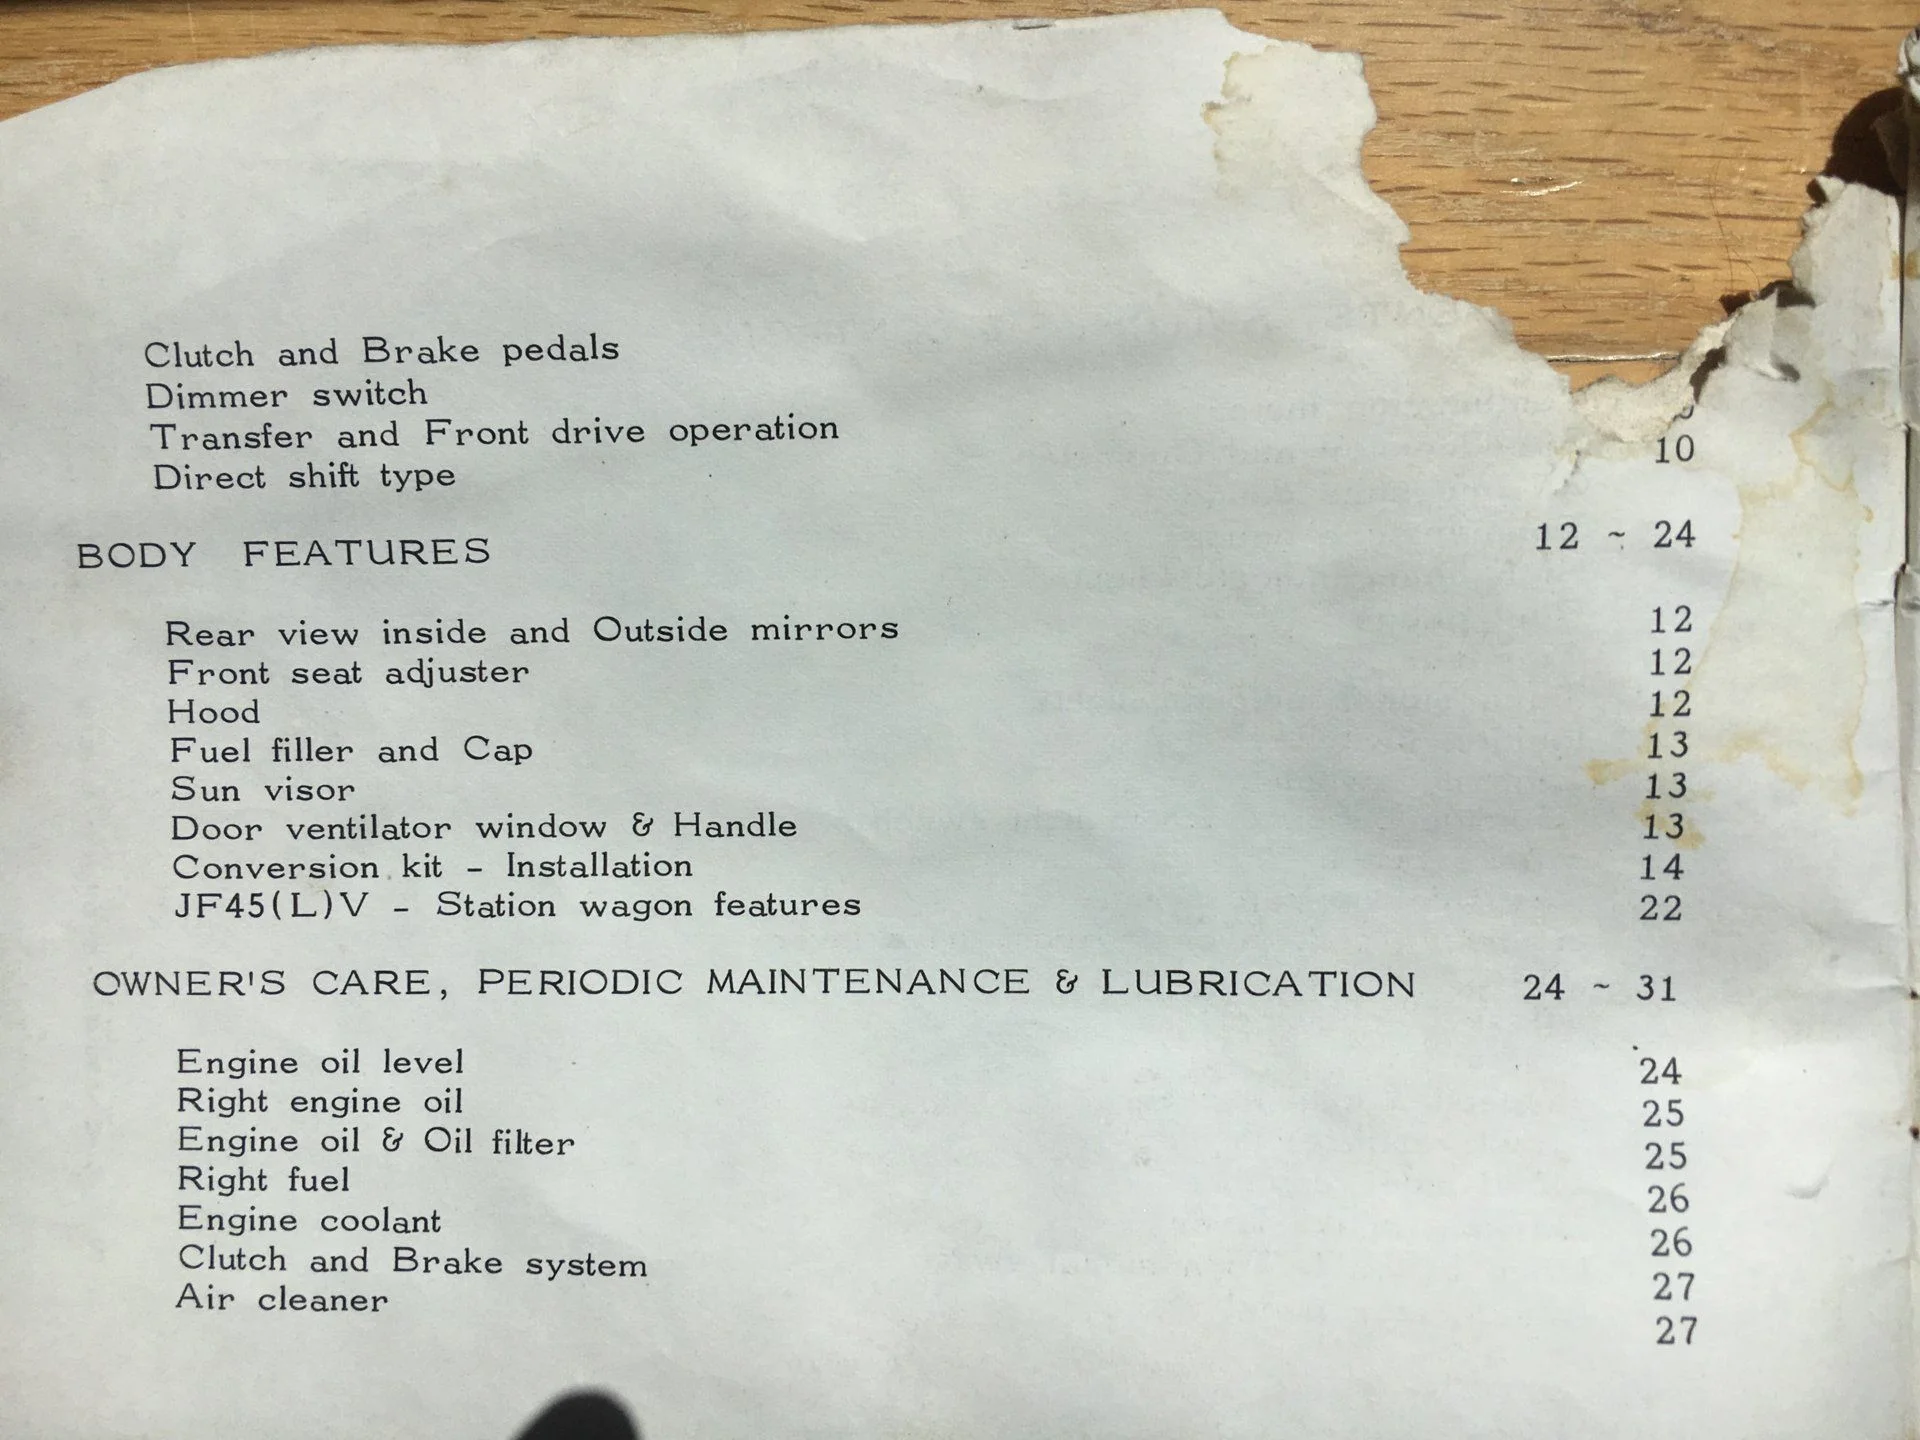 Clutch and Brake pedals
Dimmer switch
Transfer and Front drive operation
Direct shift type 10
BODY FEATURES 12 ~ 24
Rear view inside and Outside mirrors 12
Front seat adjuster 12
Hood 12
Fuel filler and Cap 13
Sun visor 13
Door ventilator window & Handle 13
Conversion kit - Installation 14
JF45(L)V - Station wagon features 22
OWNER'S CARE, PERIODIC MAINTENANCE & LUBRICATION 24 ~ 31
Engine oil level 24
Right engine oil 25
Engine oil & Oil filter 25
Right fuel 26
Engine coolant 26
Clutch and Brake system 27
Air cleaner 27